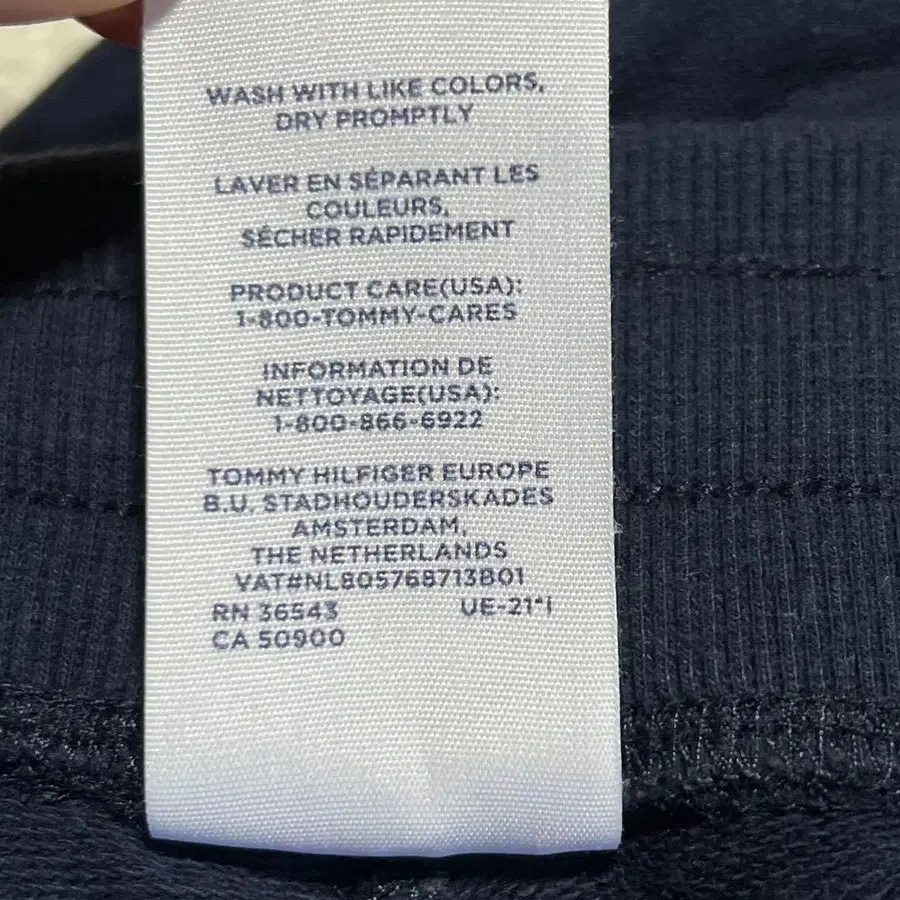 WASH WITH LIKE COLORS,
DRY PROMPTLY
LAVER EN SÉPARANT LES
COULEURS,
SÉCHER RAPIDEMENT
PRODUCT CARE(USA):
1-800-TOMMY-CARES
INFORMATION DE
NETTOYAGE(USA):
1-800-866-6922
TOMMY HILFIGER EUROPE
B.U. STADHOUDERSKADES
AMSTERDAM,
THE NETHERLANDS
VAT#NL805768713B01
RN 36543 UE-21*i
CA 50900